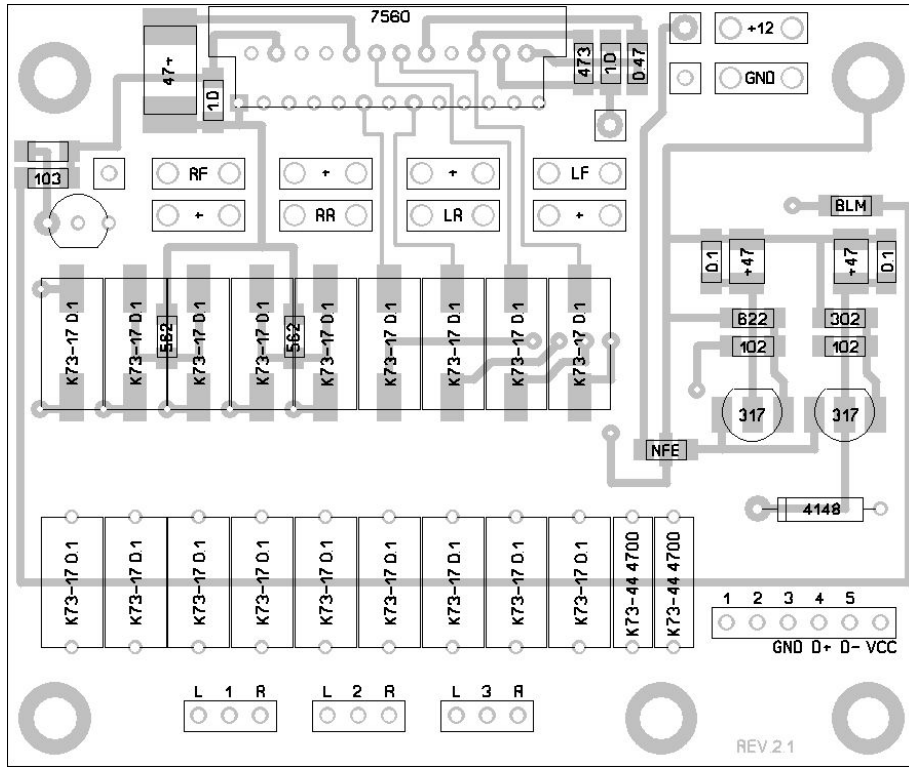 7560
+12
47+
473
1.0
0.47
1.0
GND
103
RF
+
+
LF
+
RR
LR
+
BLM
0.1
+47
+47
0.1
K73-17 0.1
K73-17 0.1
562
K73-17 0.1
K73-17 0.1
562
K73-17 0.1
K73-17 0.1
K73-17 0.1
K73-17 0.1
K73-17 0.1
622
302
102
102
317
317
NFE
4148
K73-17 0.1
K73-17 0.1
K73-17 0.1
K73-17 0.1
K73-17 0.1
K73-17 0.1
K73-17 0.1
K73-17 0.1
K73-17 0.1
K73-44 4700
K73-44 4700
1 2 3 4 5
GND D+ D- VCC
L 1 R
L 2 R
L 3 R
REV 2.1